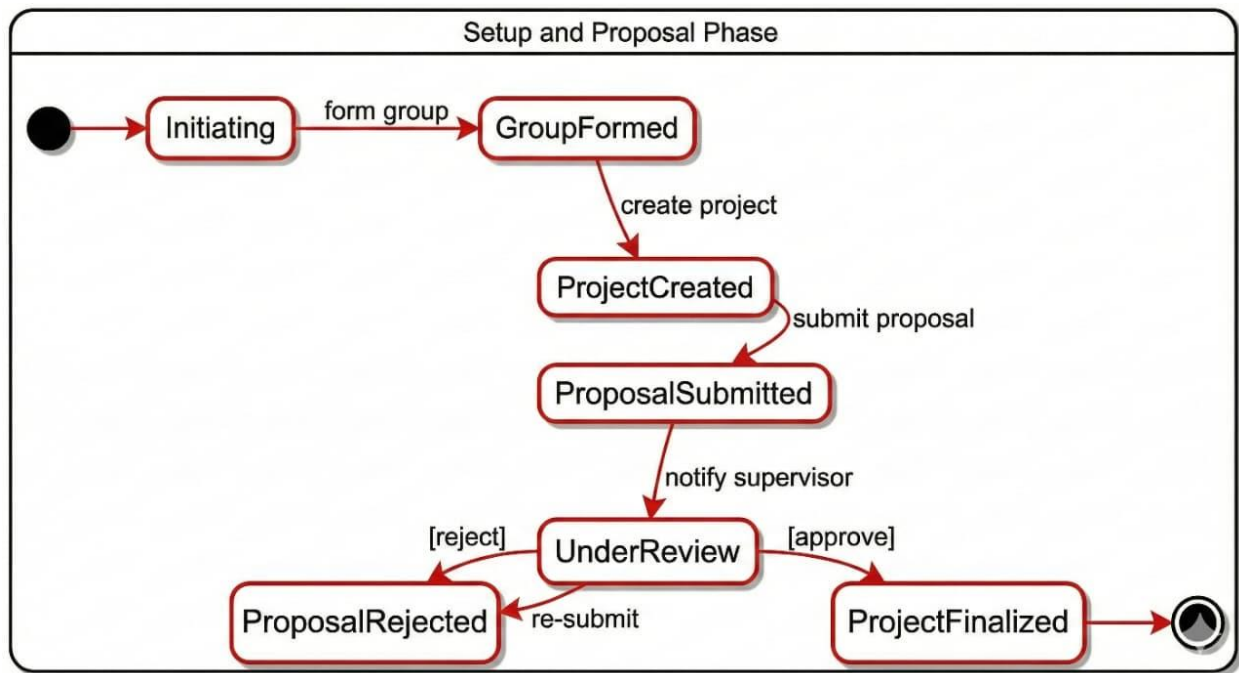 Setup and Proposal Phase
Initiating
form group
GroupFormed
create project
ProjectCreated
submit proposal
ProposalSubmitted
notify supervisor
[reject]
UnderReview
[approve]
ProposalRejected
re-submit
ProjectFinalized